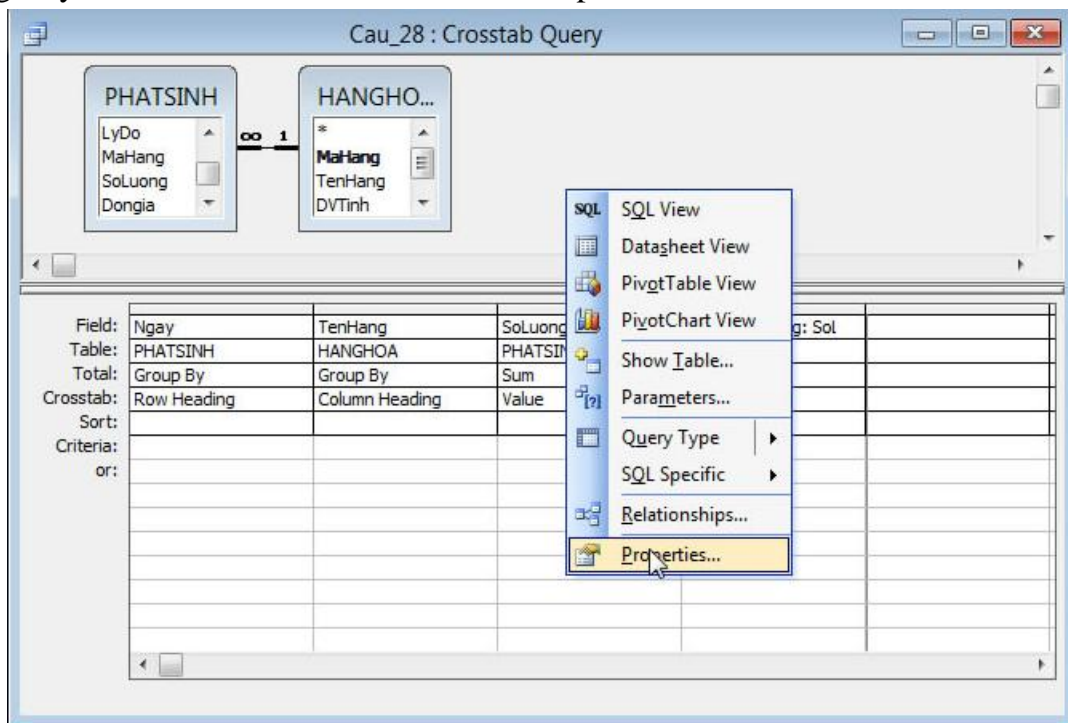 Cau_28 : Crosstab Query
PHATSINH
LyDo
MaHang
SoLuong
Dongia
∞ 1
HANGHO...
*
MaHang
TenHang
DVTinh
SQL SQL View
Datasheet View
PivotTable View
PivotChart View
Show Table...
Parameters...
Query Type
SQL Specific
Relationships...
Properties...
Field: Ngay TenHang SoLuong g: Sol
Table: PHATSINH HANGHOA PHATSIN
Total: Group By Group By Sum
Crosstab: Row Heading Column Heading Value
Sort:
Criteria:
or: